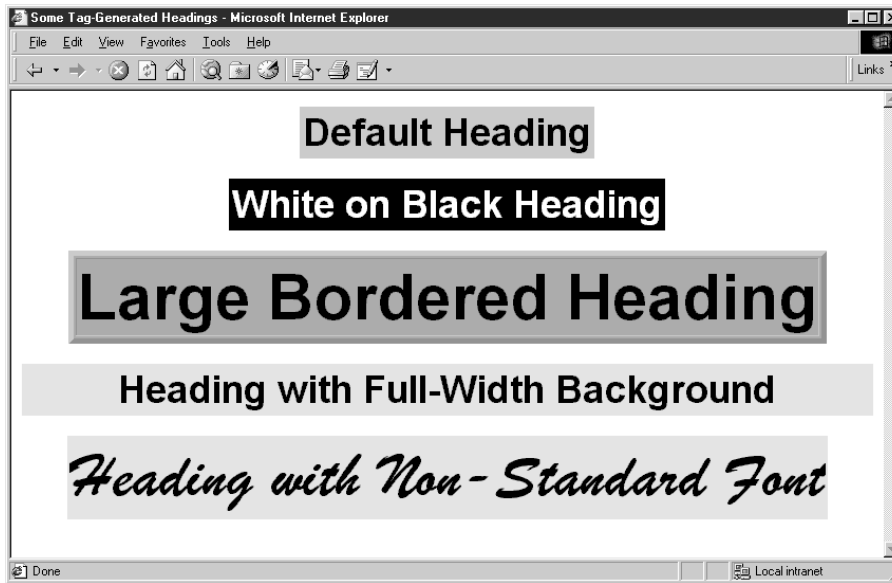 Some Tag-Generated Headings - Microsoft Internet Explorer
File Edit View Favorites Tools Help
Links
Default Heading
White on Black Heading
Large Bordered Heading
Heading with Full-Width Background
Heading with Non-Standard Font
Done
Local intranet